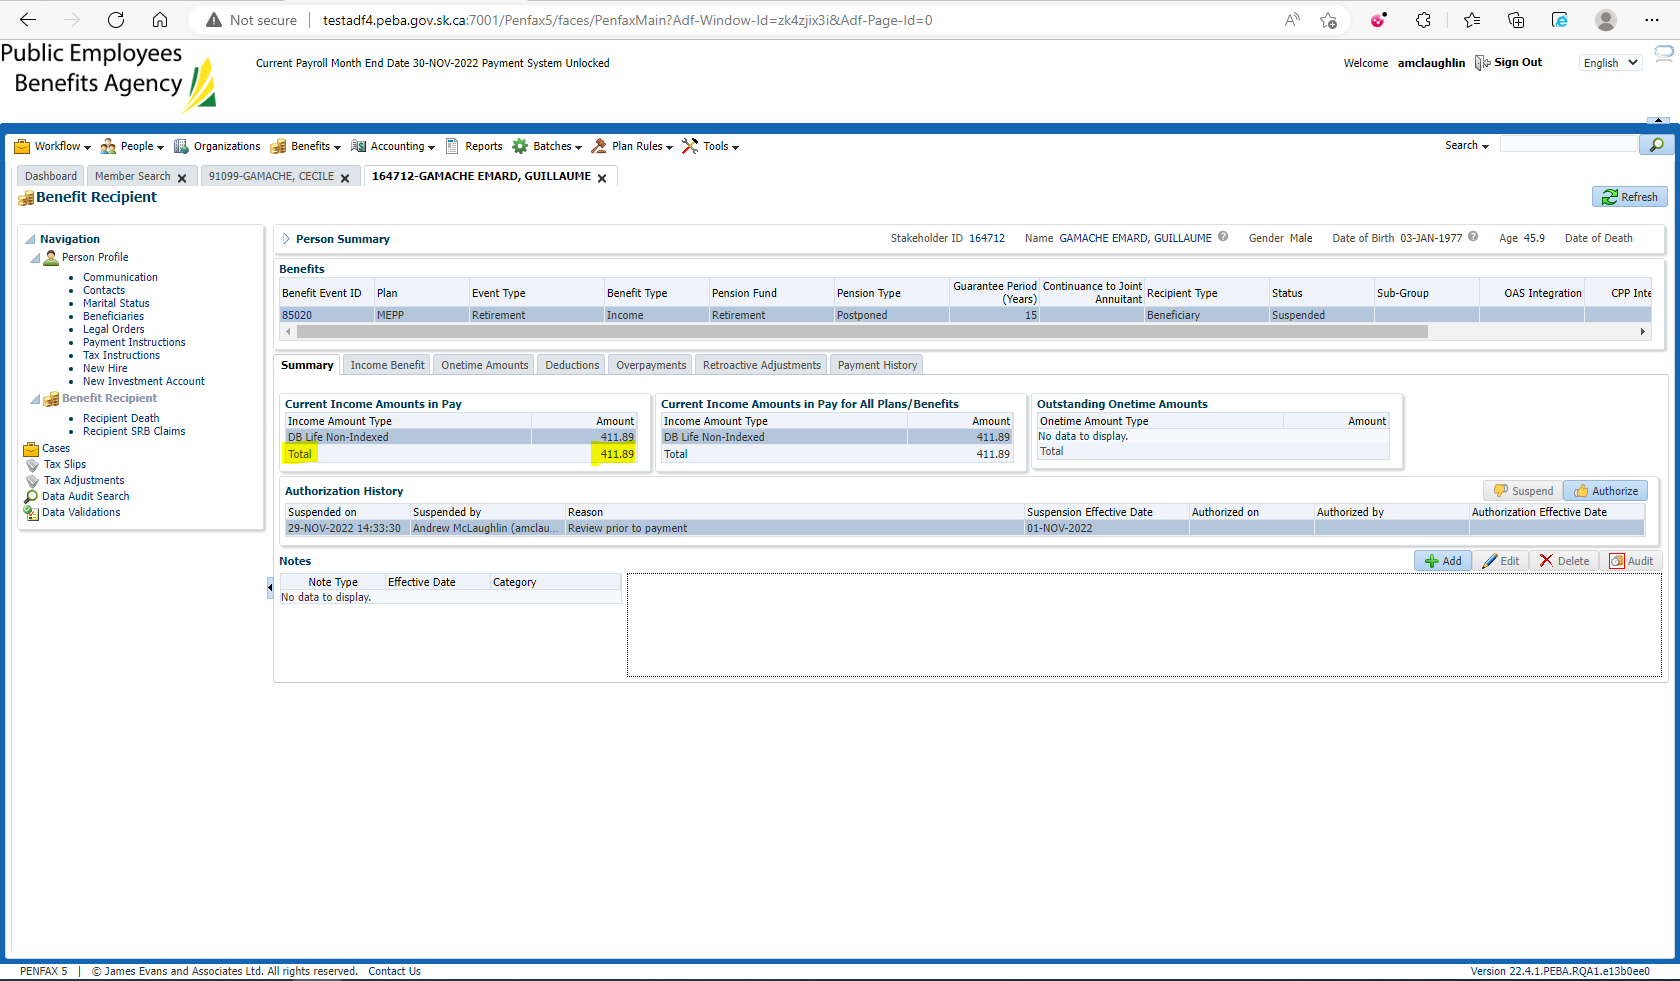 Not secure | testadf4.peba.gov.sk.ca:7001/Penfax5/faces/PenfaxMain?Adf-Window-Id=zk4zjix3i&Adf-Page-Id=0
Public Employees
Benefits Agency
Current Payroll Month End Date 30-NOV-2022 Payment System Unlocked
Welcome amclaughlin Sign Out English
Workflow People Organizations Benefits Accounting Reports Batches Plan Rules Tools Search
Dashboard Member Search 91099-GAMACHE, CECILE 164712-GAMACHE EMARD, GUILLAUME
Benefit Recipient Refresh
Navigation
Person Profile
Communication
Contacts
Marital Status
Beneficiaries
Legal Orders
Payment Instructions
Tax Instructions
New Hire
New Investment Account
Benefit Recipient
Recipient Death
Recipient SRB Claims
Cases
Tax Slips
Tax Adjustments
Data Audit Search
Data Validations
Person Summary Stakeholder ID 164712 Name GAMACHE EMARD, GUILLAUME Gender Male Date of Birth 03-JAN-1977 Age 45.9 Date of Death
Benefits
Benefit Event ID Plan Event Type Benefit Type Pension Fund Pension Type Guarantee Period (Years) Continuance to Joint Annuitant Recipient Type Status Sub-Group OAS Integration CPP Inte
85020 MEPP Retirement Income Retirement Postponed 15 Beneficiary Suspended
Summary Income Benefit Onetime Amounts Deductions Overpayments Retroactive Adjustments Payment History
Current Income Amounts in Pay
Income Amount Type Amount
DB Life Non-Indexed 411.89
Total 411.89
Current Income Amounts in Pay for All Plans/Benefits
Income Amount Type Amount
DB Life Non-Indexed 411.89
Total 411.89
Outstanding Onetime Amounts
Onetime Amount Type Amount
No data to display.
Total
Authorization History Suspend Authorize
Suspended on Suspended by Reason Suspension Effective Date Authorized on Authorized by Authorization Effective Date
29-NOV-2022 14:33:30 Andrew McLaughlin (amclau... Review prior to payment 01-NOV-2022
Notes Add Edit Delete Audit
Note Type Effective Date Category
No data to display.
PENFAX 5 | © James Evans and Associates Ltd. All rights reserved. Contact Us Version 22.4.1.PEBA.RQA1.e13b0ee0